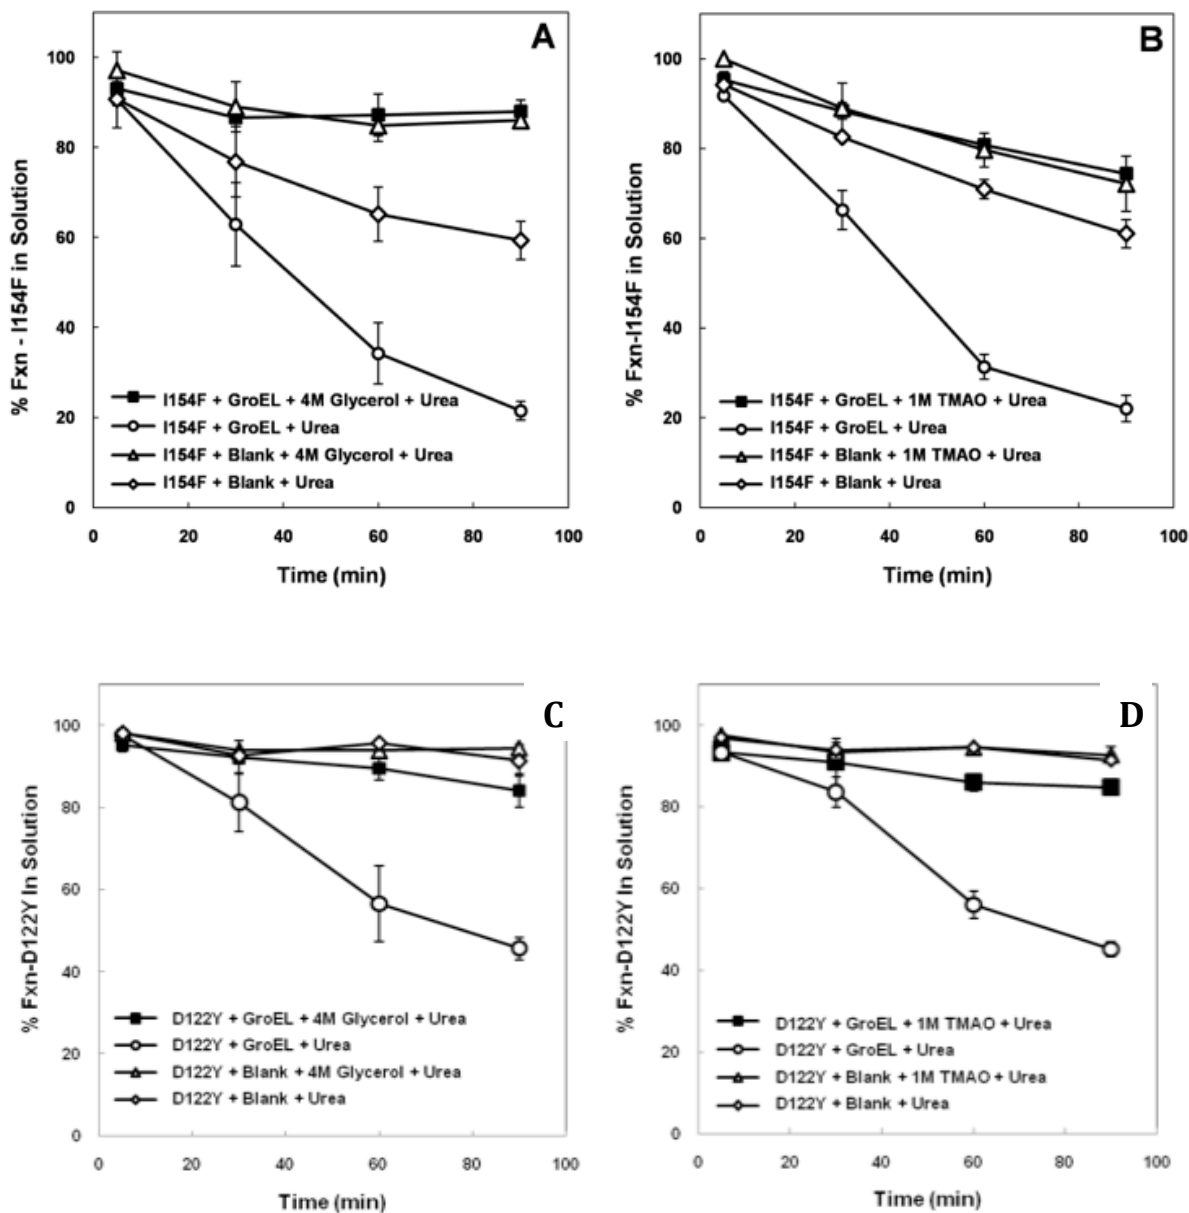 A
% Fxn - I154F in Solution
100
80
60
40
20
0
I154F + GroEL + 4M Glycerol + Urea
I154F + GroEL + Urea
I154F + Blank + 4M Glycerol + Urea
I154F + Blank + Urea
0 20 40 60 80 100
Time (min)
B
% Fxn-I154F in Solution
100
80
60
40
20
0
I154F + GroEL + 1M TMAO + Urea
I154F + GroEL + Urea
I154F + Blank + 1M TMAO + Urea
I154F + Blank + Urea
0 20 40 60 80 100
Time (min)
C
% Fxn-D122Y In Solution
100
80
60
40
20
0
D122Y + GroEL + 4M Glycerol + Urea
D122Y + GroEL + Urea
D122Y + Blank + 4M Glycerol + Urea
D122Y + Blank + Urea
0 20 40 60 80 100
Time (min)
D
% Fxn-D122Y In Solution
100
80
60
40
20
0
D122Y + GroEL + 1M TMAO + Urea
D122Y + GroEL + Urea
D122Y + Blank + 1M TMAO + Urea
D122Y + Blank + Urea
0 20 40 60 80 100
Time (min)